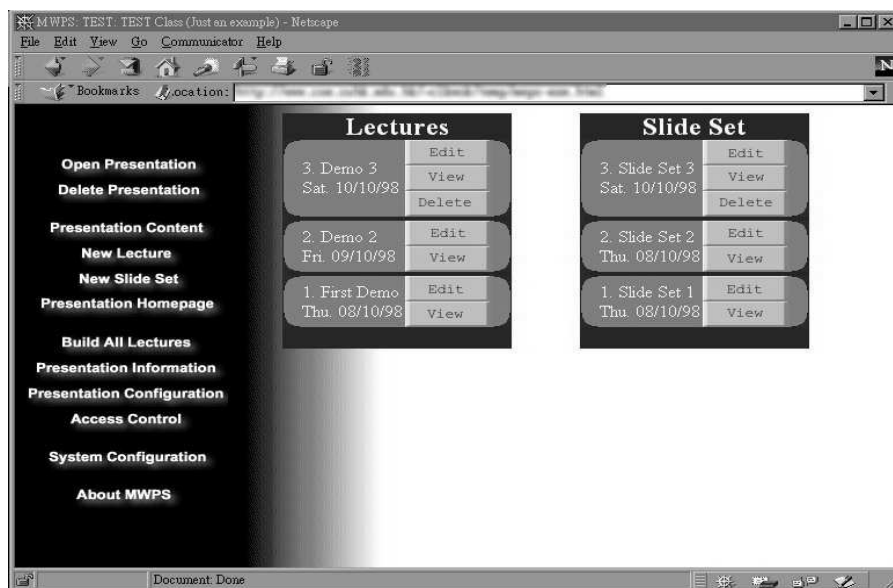 MWPS: TEST: TEST Class (Just an example) - Netscape
File Edit View Go Communicator Help
N
Bookmarks Location:
Open Presentation
Delete Presentation
Presentation Content
New Lecture
New Slide Set
Presentation Homepage
Build All Lectures
Presentation Information
Presentation Configuration
Access Control
System Configuration
About MWPS
Lectures
3. Demo 3
Sat. 10/10/98
Edit
View
Delete
2. Demo 2
Fri. 09/10/98
Edit
View
1. First Demo
Thu. 08/10/98
Edit
View
Slide Set
3. Slide Set 3
Sat. 10/10/98
Edit
View
Delete
2. Slide Set 2
Thu. 08/10/98
Edit
View
1. Slide Set 1
Thu. 08/10/98
Edit
View
Document: Done